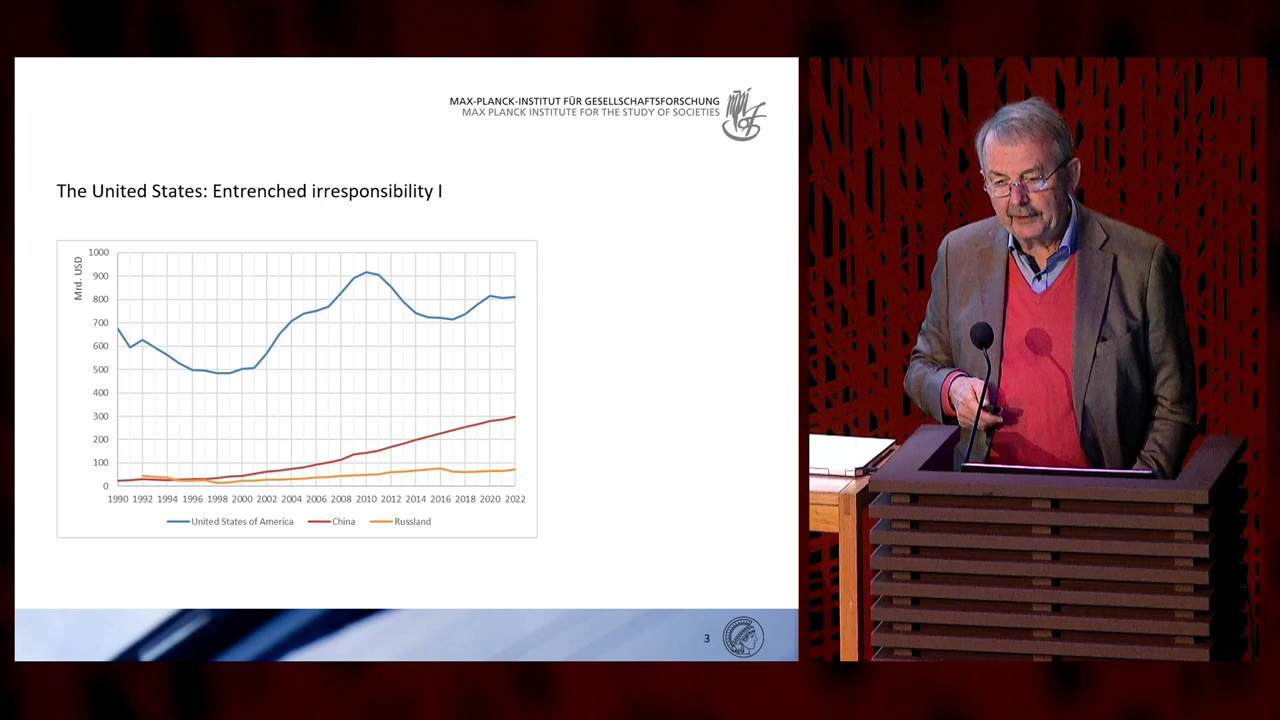 MAX-PLANCK-INSTITUT FÜR GESELLSCHAFTSFORSCHUNG
MAX PLANCK INSTITUTE FOR THE STUDY OF SOCIETIES
The United States: Entrenched irresponsibility I
Mrd. USD
1000
900
800
700
600
500
400
300
200
100
0
1990 1992 1994 1996 1998 2000 2002 2004 2006 2008 2010 2012 2014 2016 2018 2020 2022
United States of America China Russland
3